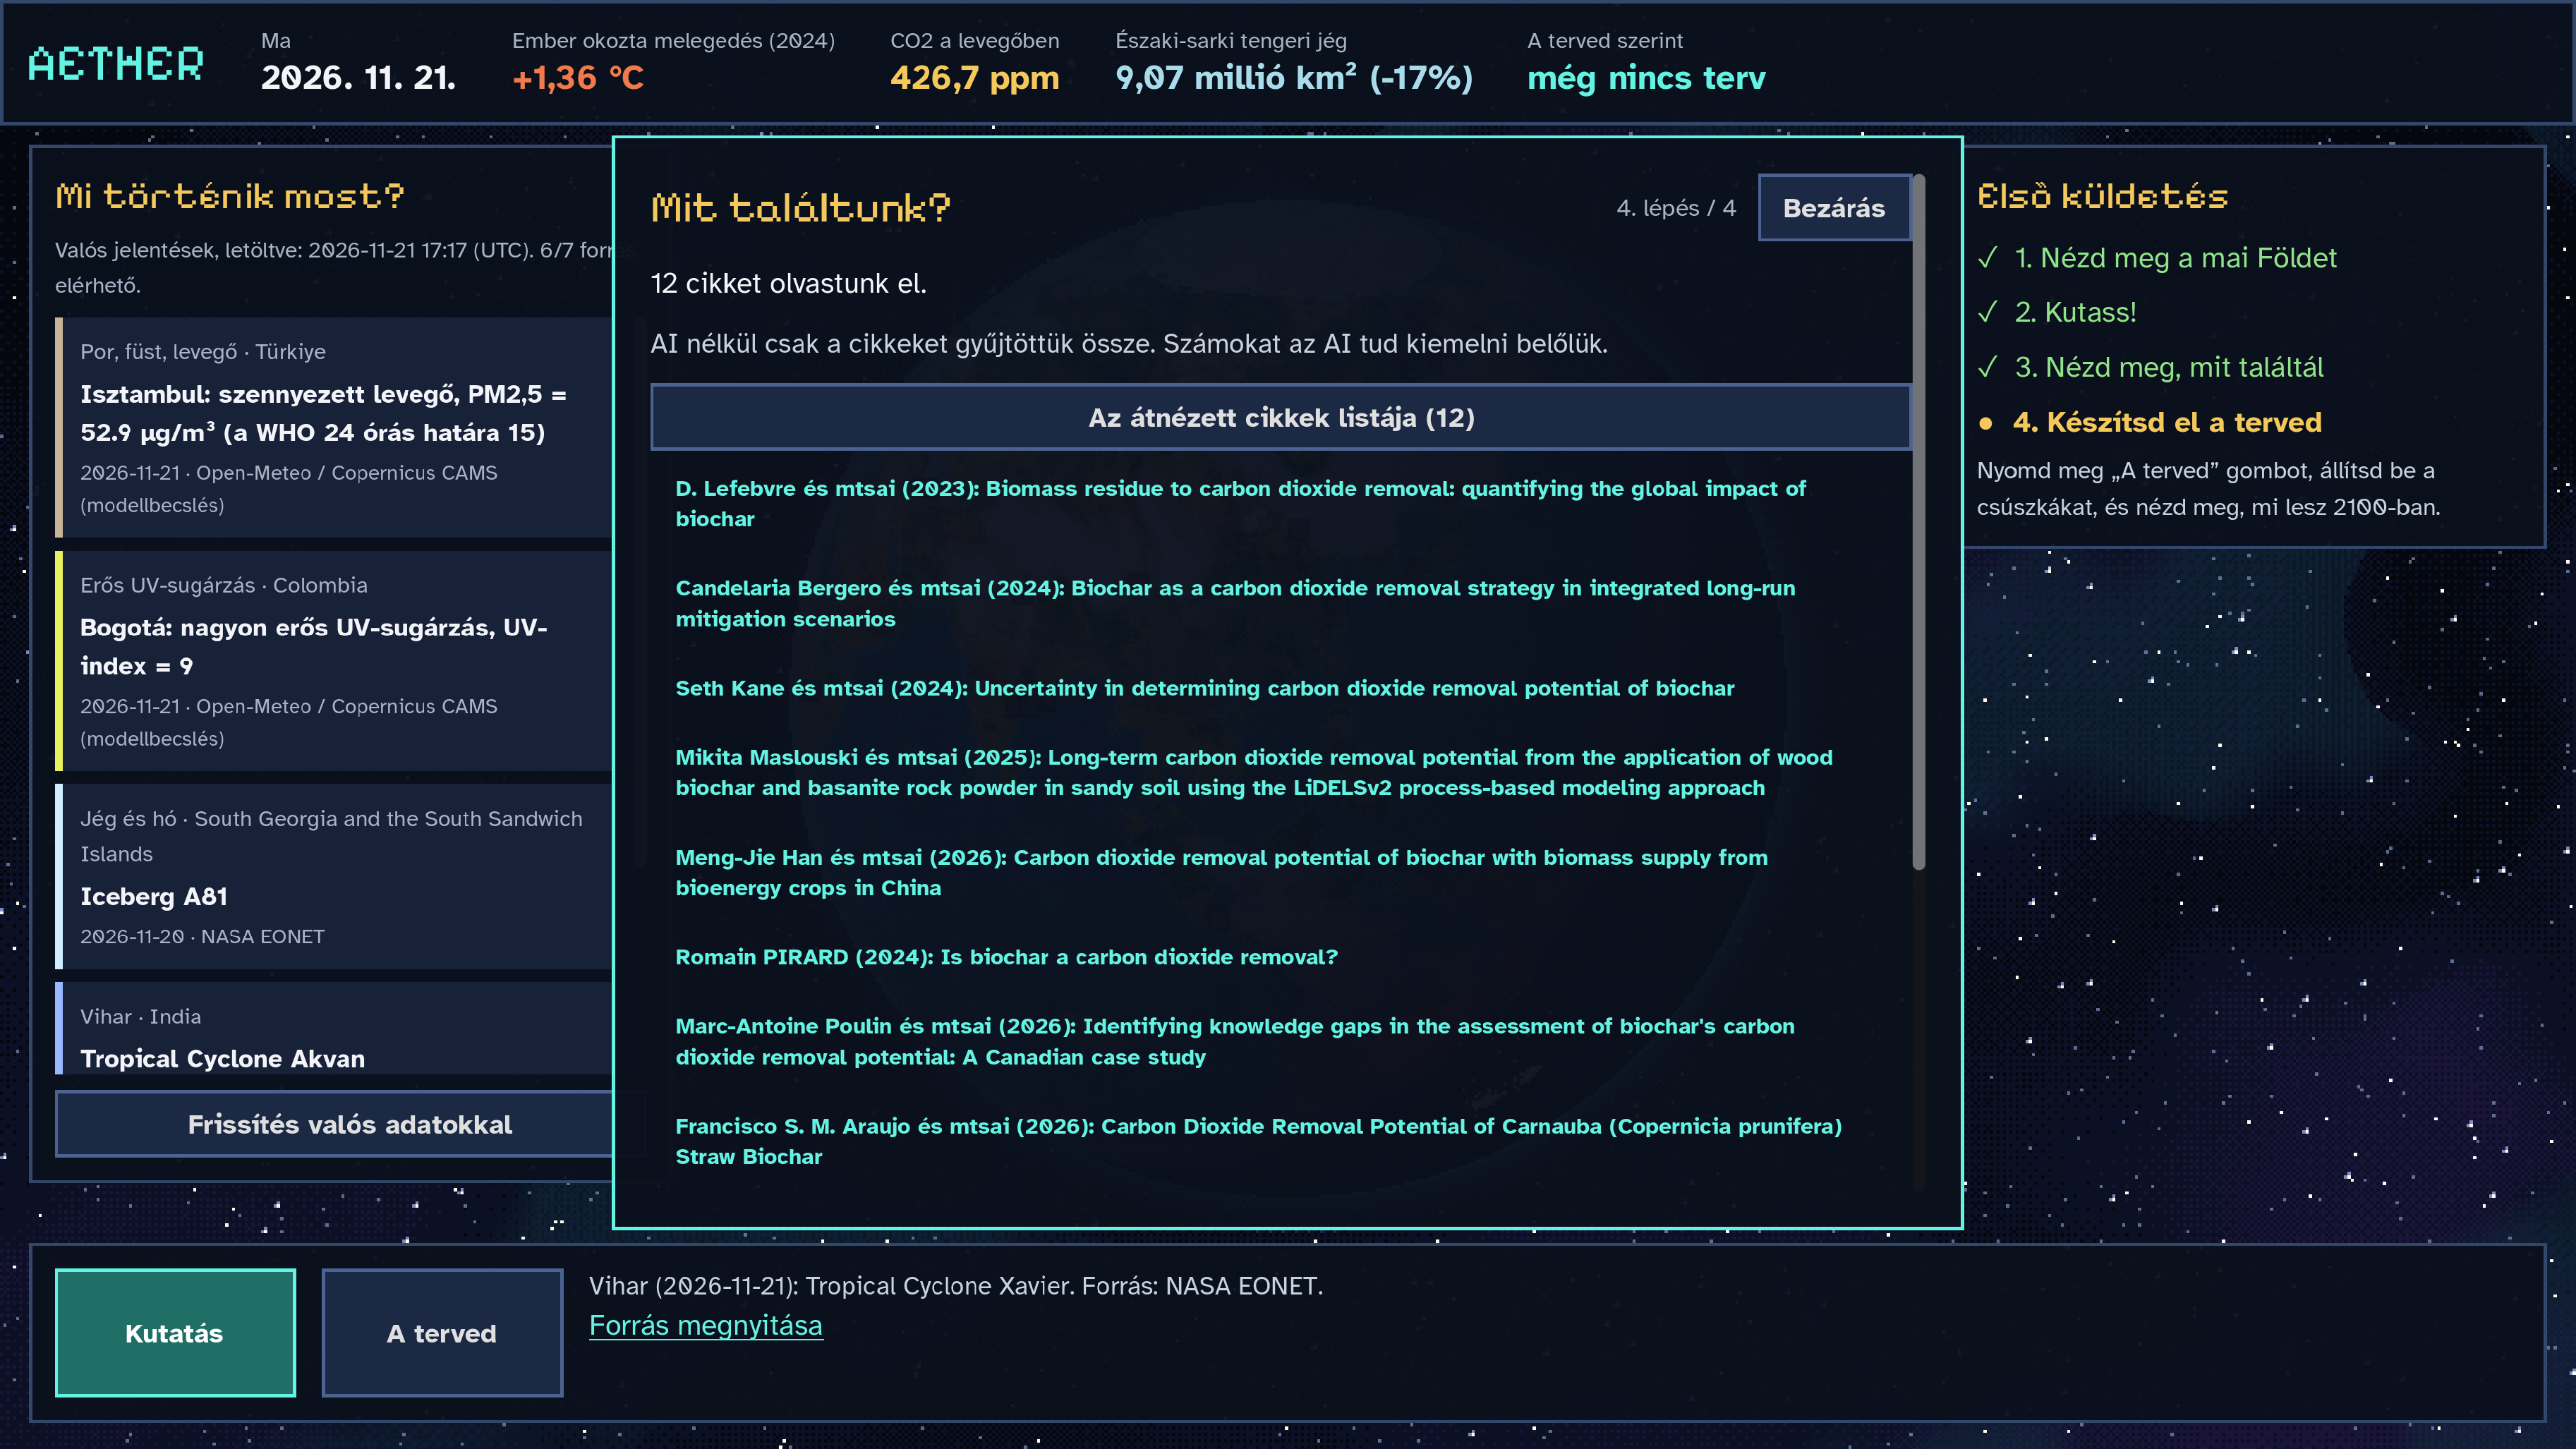 AETHER
Ma
2026. 11. 21.
Ember okozta melegedés (2024)
+1,36 °C
CO2 a levegőben
426,7 ppm
Északi-sarki tengeri jég
9,07 millió km² (-17%)
A terved szerint
még nincs terv
Mi történik most?
Valós jelentések, letöltve: 2026-11-21 17:17 (UTC). 6/7 forrás
elérhető.
Por, füst, levegő · Türkiye
Isztambul: szennyezett levegő, PM2,5 =
52.9 µg/m³ (a WHO 24 órás határa 15)
2026-11-21 · Open-Meteo / Copernicus CAMS
(modellbecslés)
Erős UV-sugárzás · Colombia
Bogotá: nagyon erős UV-sugárzás, UV-
index = 9
2026-11-21 · Open-Meteo / Copernicus CAMS
(modellbecslés)
Jég és hó · South Georgia and the South Sandwich
Islands
Iceberg A81
2026-11-20 · NASA EONET
Vihar · India
Tropical Cyclone Akvan
Frissítés valós adatokkal
Mit találtunk?
4. lépés / 4
Bezárás
12 cikket olvastunk el.
AI nélkül csak a cikkeket gyűjtöttük össze. Számokat az AI tud kiemelni belőlük.
Az átnézett cikkek listája (12)
D. Lefebvre és mtsai (2023): Biomass residue to carbon dioxide removal: quantifying the global impact of
biochar
Candelaria Bergero és mtsai (2024): Biochar as a carbon dioxide removal strategy in integrated long-run
mitigation scenarios
Seth Kane és mtsai (2024): Uncertainty in determining carbon dioxide removal potential of biochar
Mikita Maslouski és mtsai (2025): Long-term carbon dioxide removal potential from the application of wood
biochar and basanite rock powder in sandy soil using the LiDELSv2 process-based modeling approach
Meng-Jie Han és mtsai (2026): Carbon dioxide removal potential of biochar with biomass supply from
bioenergy crops in China
Romain PIRARD (2024): Is biochar a carbon dioxide removal?
Marc-Antoine Poulin és mtsai (2026): Identifying knowledge gaps in the assessment of biochar's carbon
dioxide removal potential: A Canadian case study
Francisco S. M. Araujo és mtsai (2026): Carbon Dioxide Removal Potential of Carnauba (Copernicia prunifera)
Straw Biochar
Első küldetés
✓ 1. Nézd meg a mai Földet
✓ 2. Kutass!
✓ 3. Nézd meg, mit találtál
● 4. Készítsd el a terved
Nyomd meg „A terved” gombot, állítsd be a
csúszkákat, és nézd meg, mi lesz 2100-ban.
Kutatás
A terved
Vihar (2026-11-21): Tropical Cyclone Xavier. Forrás: NASA EONET.
Forrás megnyitása